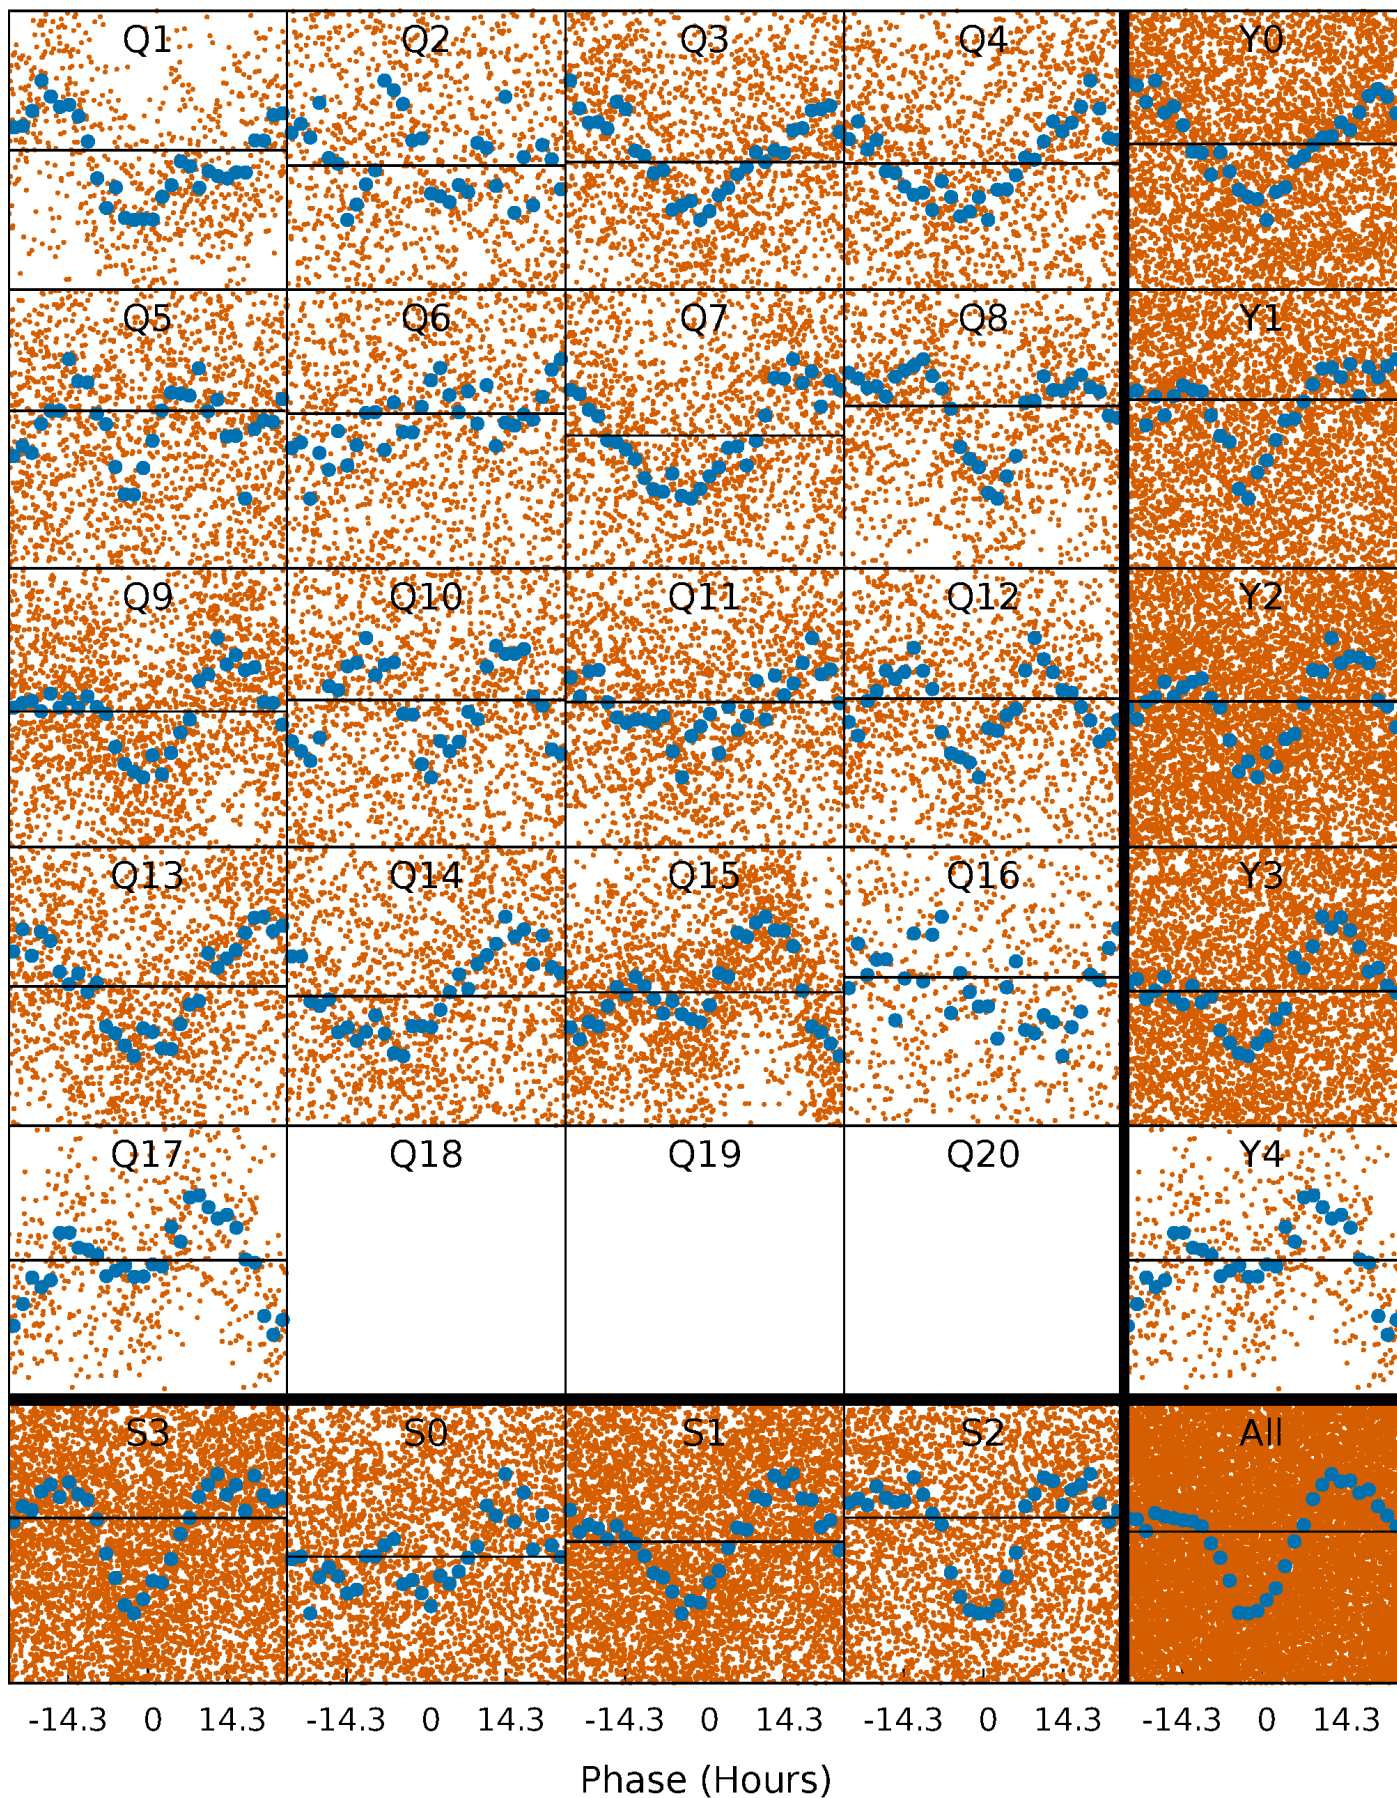 Q1 Q2 Q3 Q4 Y0
Q5 Q6 Q7 Q8 Y1
Q9 Q10 Q11 Q12 Y2
Q13 Q14 Q15 Q16 Y3
Q17 Q18 Q19 Q20 Y4
S3 S0 S1 S2 All
-14.3 0 14.3 -14.3 0 14.3 -14.3 0 14.3 -14.3 0 14.3 -14.3 0 14.3
Phase (Hours)